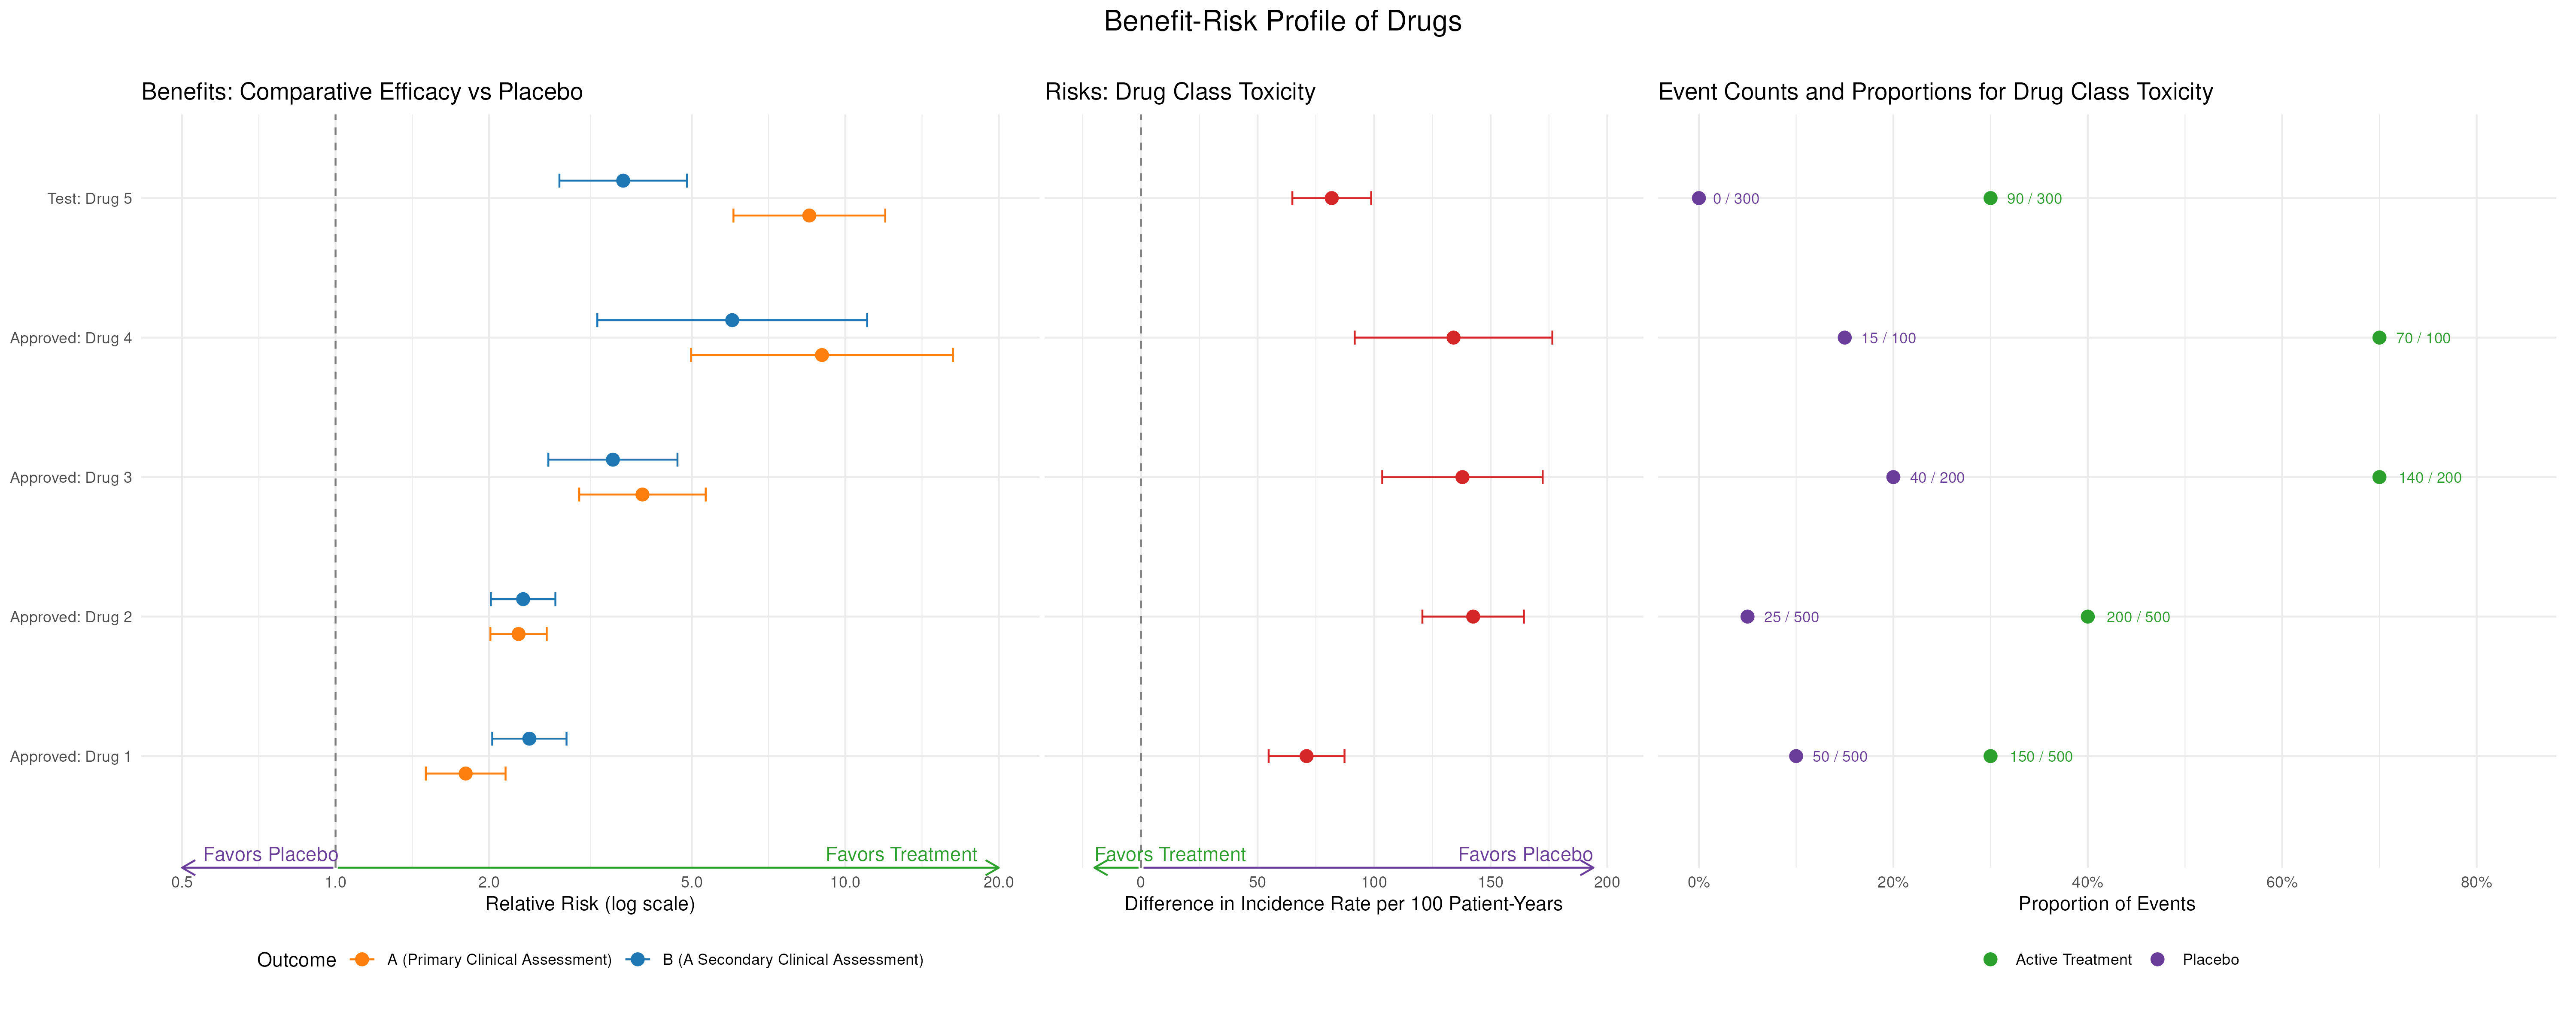 Benefit-Risk Profile of Drugs
Benefits: Comparative Efficacy vs Placebo
Risks: Drug Class Toxicity
Event Counts and Proportions for Drug Class Toxicity
Test: Drug 5
0 / 300
90 / 300
Approved: Drug 4
15 / 100
70 / 100
Approved: Drug 3
40 / 200
140 / 200
Approved: Drug 2
25 / 500
200 / 500
Approved: Drug 1
50 / 500
150 / 500
Favors Placebo
Favors Treatment
Favors Treatment
Favors Placebo
0.5 1.0 2.0 5.0 10.0 20.0
0 50 100 150 200
0% 20% 40% 60% 80%
Relative Risk (log scale)
Difference in Incidence Rate per 100 Patient-Years
Proportion of Events
Outcome A (Primary Clinical Assessment) B (A Secondary Clinical Assessment)
Active Treatment Placebo